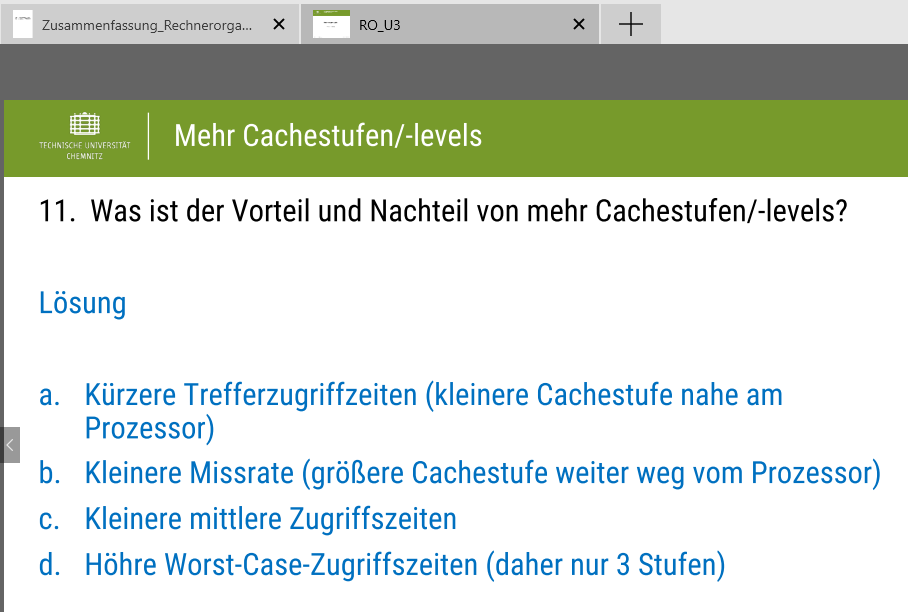 Zusammenfassung_Rechnerorga...
RO_U3
TECHNISCHE UNIVERSITÄT
CHEMNITZ
Mehr Cachestufen/-levels
11. Was ist der Vorteil und Nachteil von mehr Cachestufen/-levels?
Lösung
a. Kürzere Trefferzugriffzeiten (kleinere Cachestufe nahe am
Prozessor)
b. Kleinere Missrate (größere Cachestufe weiter weg vom Prozessor)
c. Kleinere mittlere Zugriffszeiten
d. Höhre Worst-Case-Zugriffszeiten (daher nur 3 Stufen)